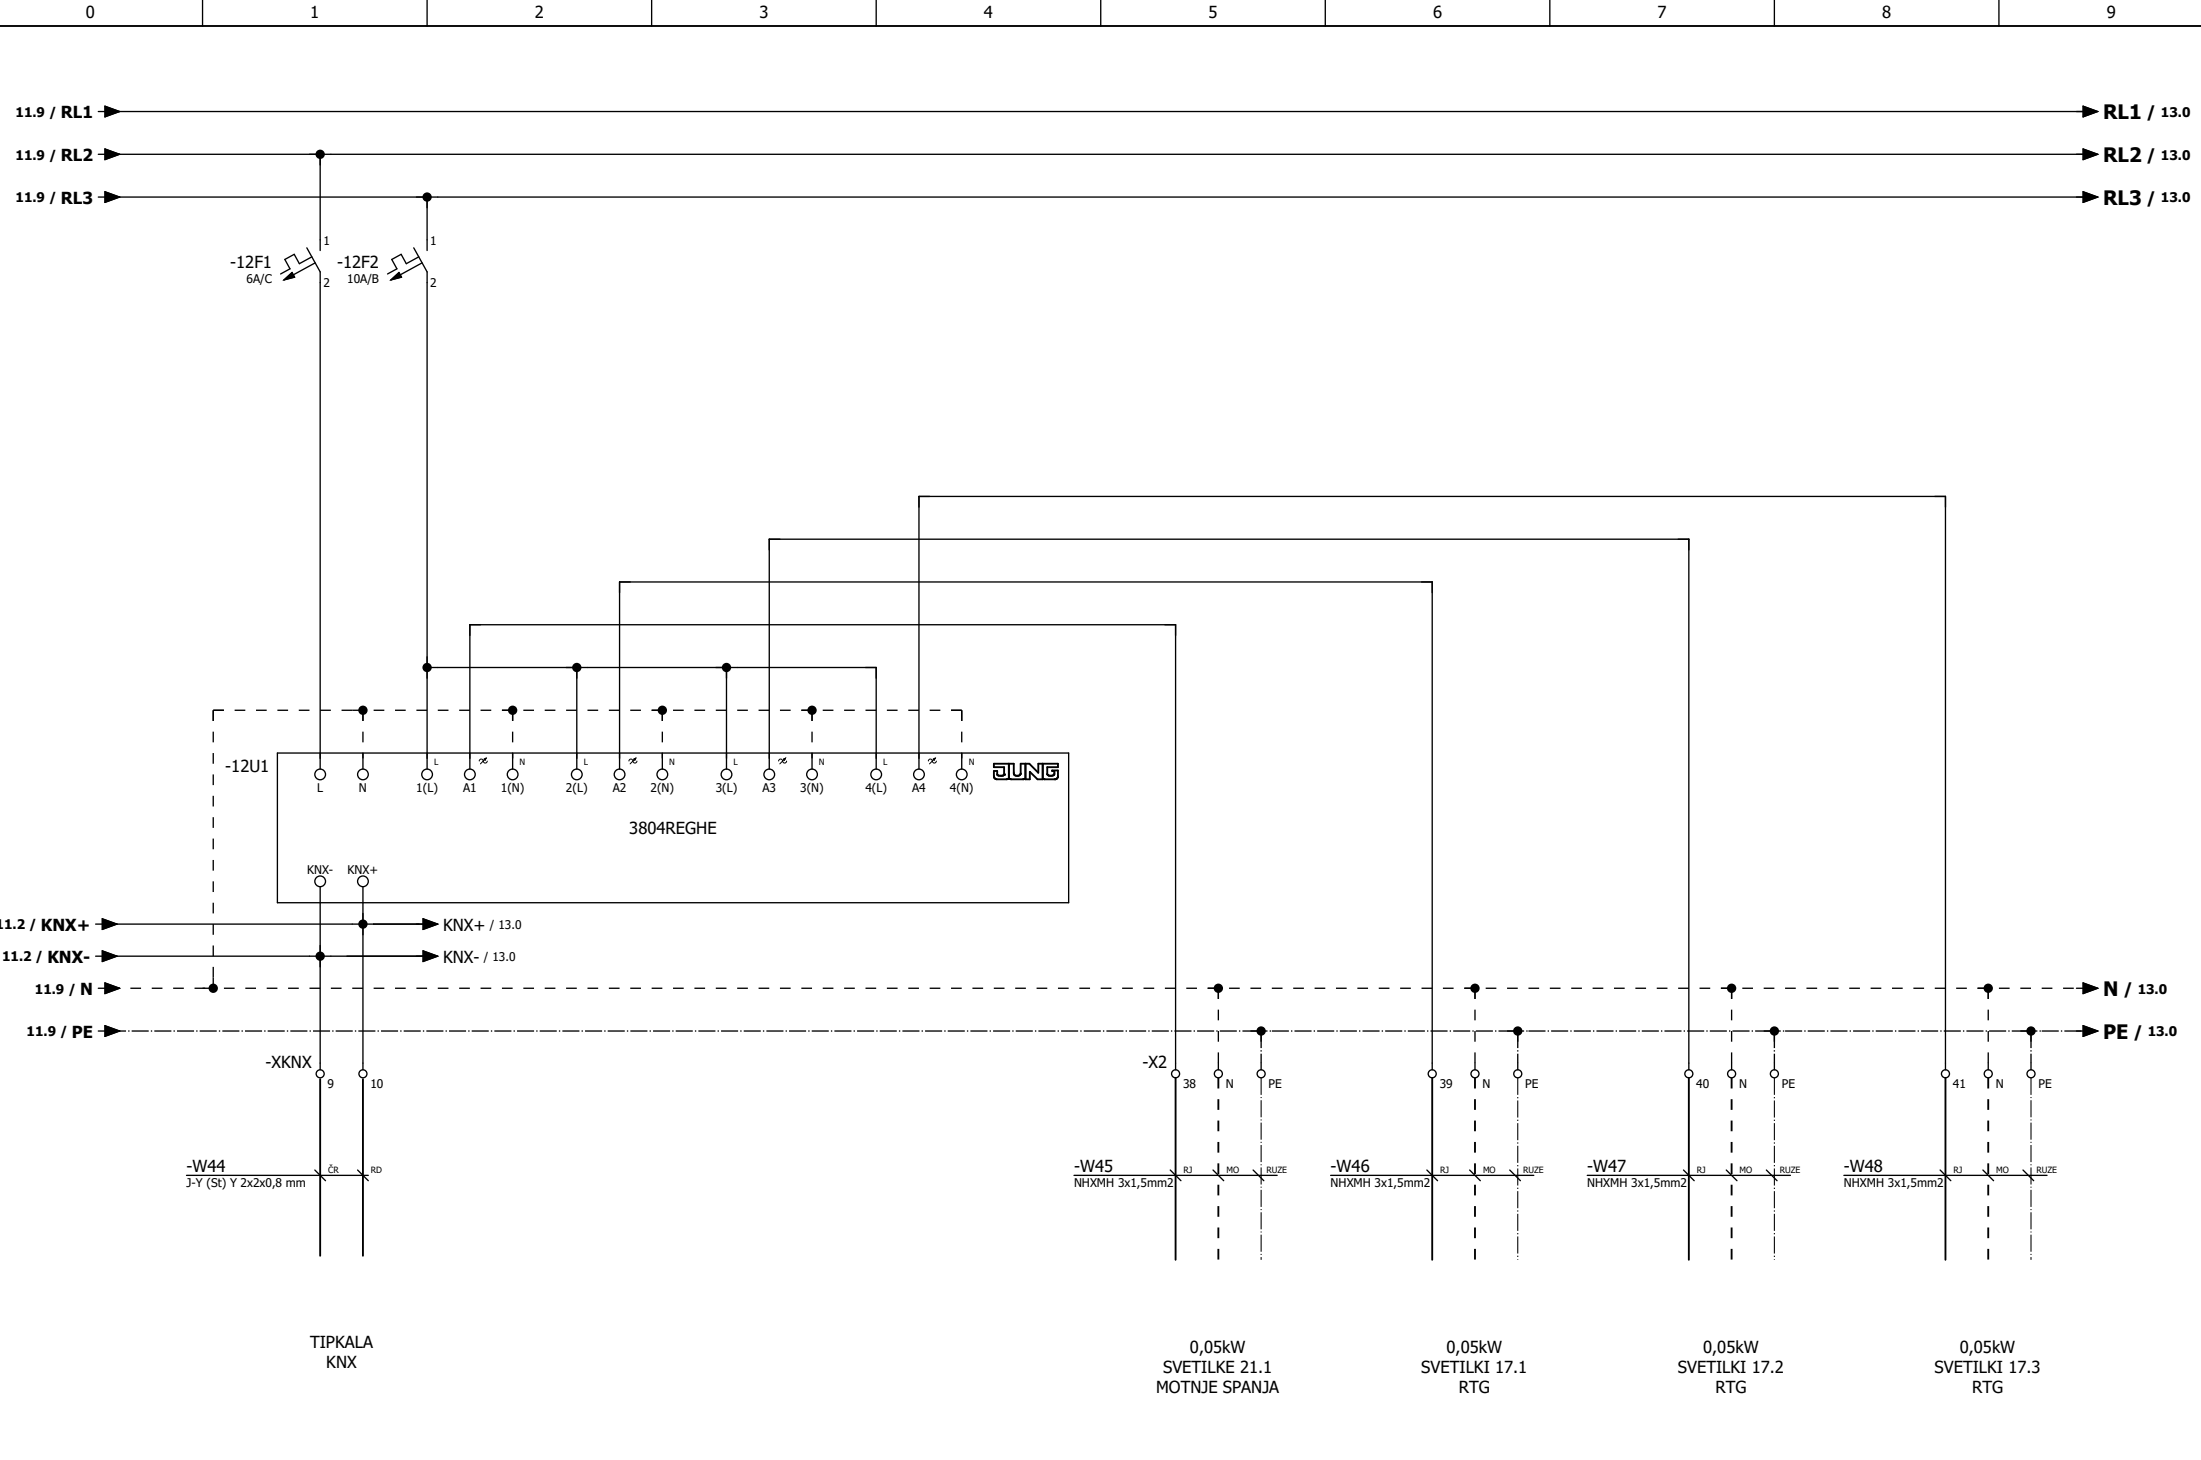 0 1 2 3 4 5 6 7 8 9
11.9 / RL1 RL1 / 13.0
11.9 / RL2 RL2 / 13.0
11.9 / RL3 RL3 / 13.0
1 1
-12F1 -12F2
6A/C 10A/B
2 2
-12U1
L N L N L N L N
JUNG
L N 1(L) A1 1(N) 2(L) A2 2(N) 3(L) A3 3(N) 4(L) A4 4(N)
3804REGHE
KNX- KNX+
11.2 / KNX+ KNX+ / 13.0
11.2 / KNX- KNX- / 13.0
11.9 / N N / 13.0
11.9 / PE PE / 13.0
-XKNX -X2
9 10 38 N PE 39 N PE 40 N PE 41 N PE
-W44 ČR RD -W45 RJ MO RUZE -W46 RJ MO RUZE -W47 RJ MO RUZE -W48 RJ MO RUZE
J-Y (St) Y 2x2x0,8 mm NHXMH 3x1,5mm2 NHXMH 3x1,5mm2 NHXMH 3x1,5mm2 NHXMH 3x1,5mm2
TIPKALA
KNX
0,05kW
SVETILKE 21.1
MOTNJE SPANJA
0,05kW
SVETILKI 17.1
RTG
0,05kW
SVETILKI 17.2
RTG
0,05kW
SVETILKI 17.3
RTG